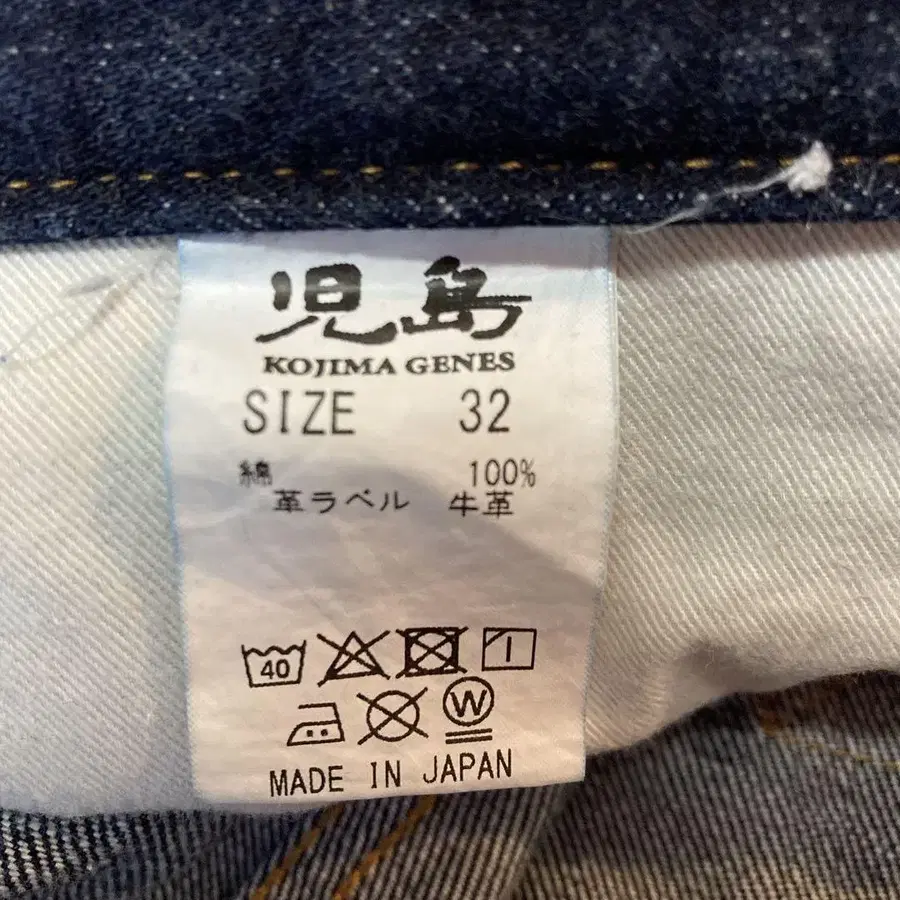 児島
KOJIMA GENES
SIZE 32
綿 100%
革ラベル 牛革
40
W
MADE IN JAPAN